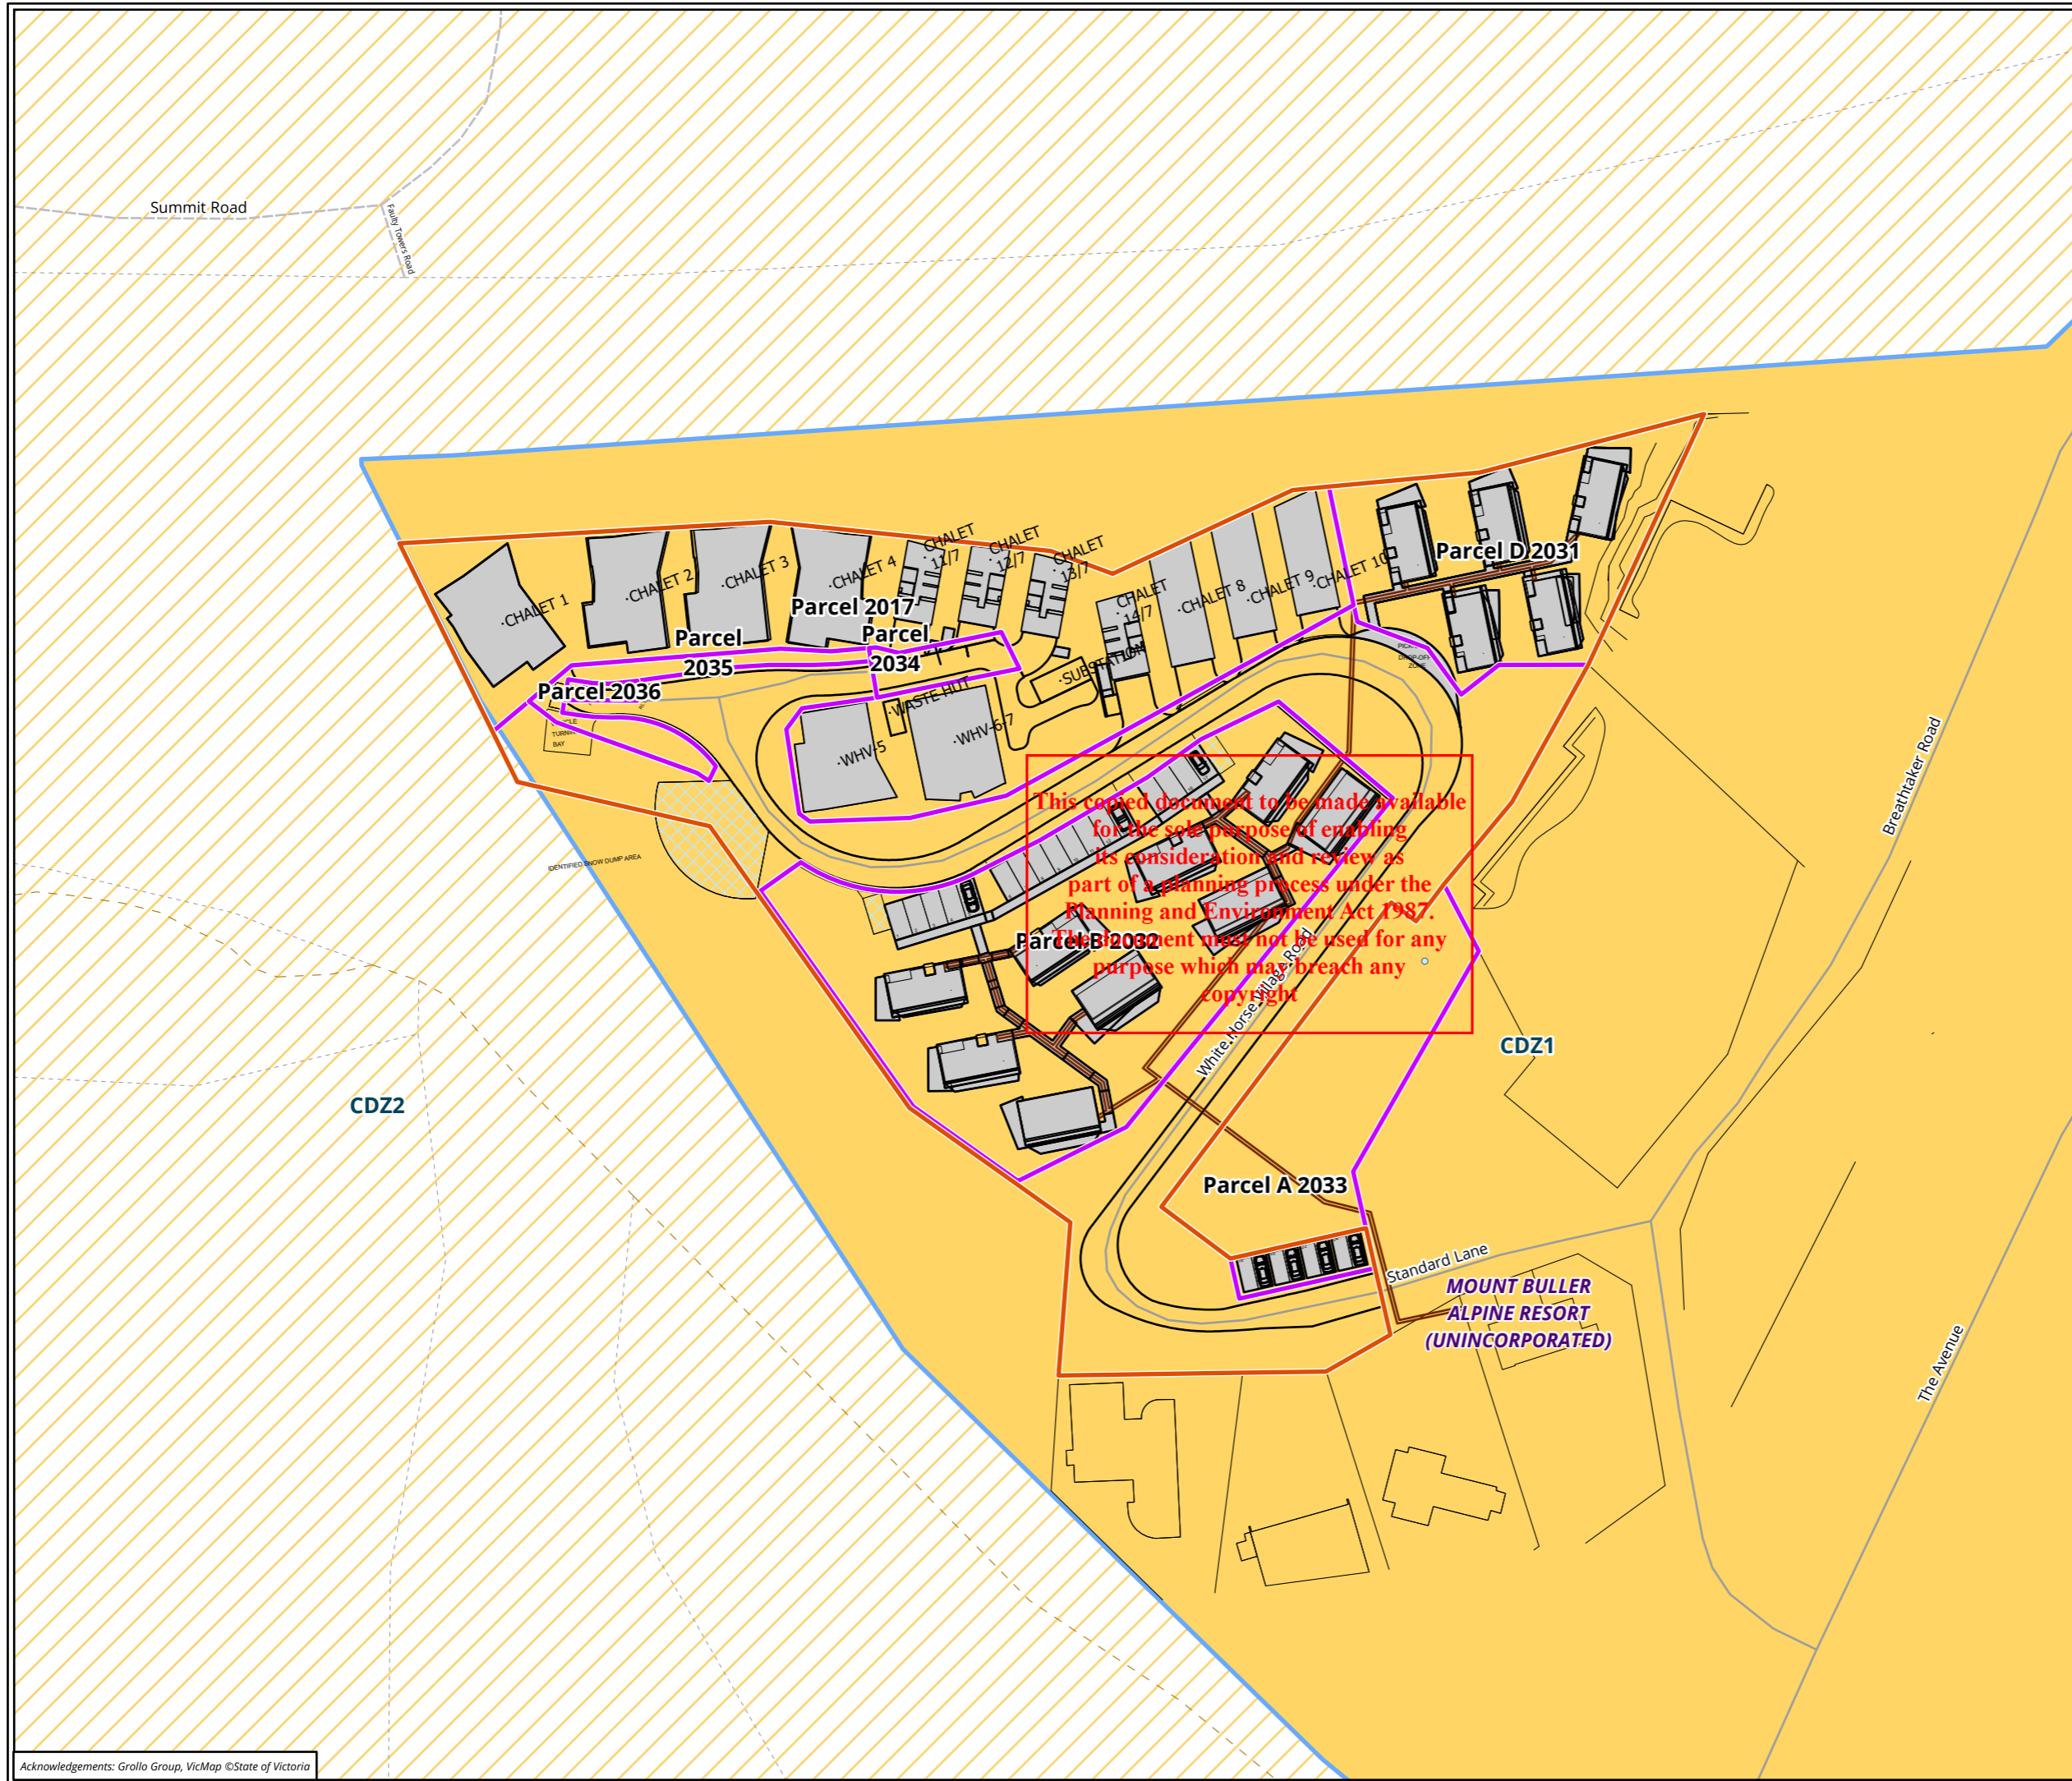 Summit Road
Faulty Towers Road
CHALET 1
CHALET 2
CHALET 3
CHALET 4
CHALET
11/7
CHALET
12/7
CHALET
13/7
CHALET
14/7
CHALET 8
CHALET 9
CHALET 10
Parcel D 2031
Parcel 2017
Parcel
2035
Parcel
2034
Parcel 2036
SUBSTATION
WASTE HUT
WHV-5
WHV-6-7
DROP-OFF
ZONE
BAY
IDENTIFIED SNOW DUMP AREA
Breathtaker Road
This copied document to be made available
for the sole purpose of enabling
its consideration and review as
part of a planning process under the
Planning and Environment Act 1987.
The document must not be used for any
purpose which may breach any
copyright
Parcel B 2032
White Horse Village Road
CDZ1
CDZ2
Parcel A 2033
Standard Lane
MOUNT BULLER
ALPINE RESORT
(UNINCORPORATED)
The Avenue
Acknowledgements: Grollo Group, VicMap ©State of Victoria